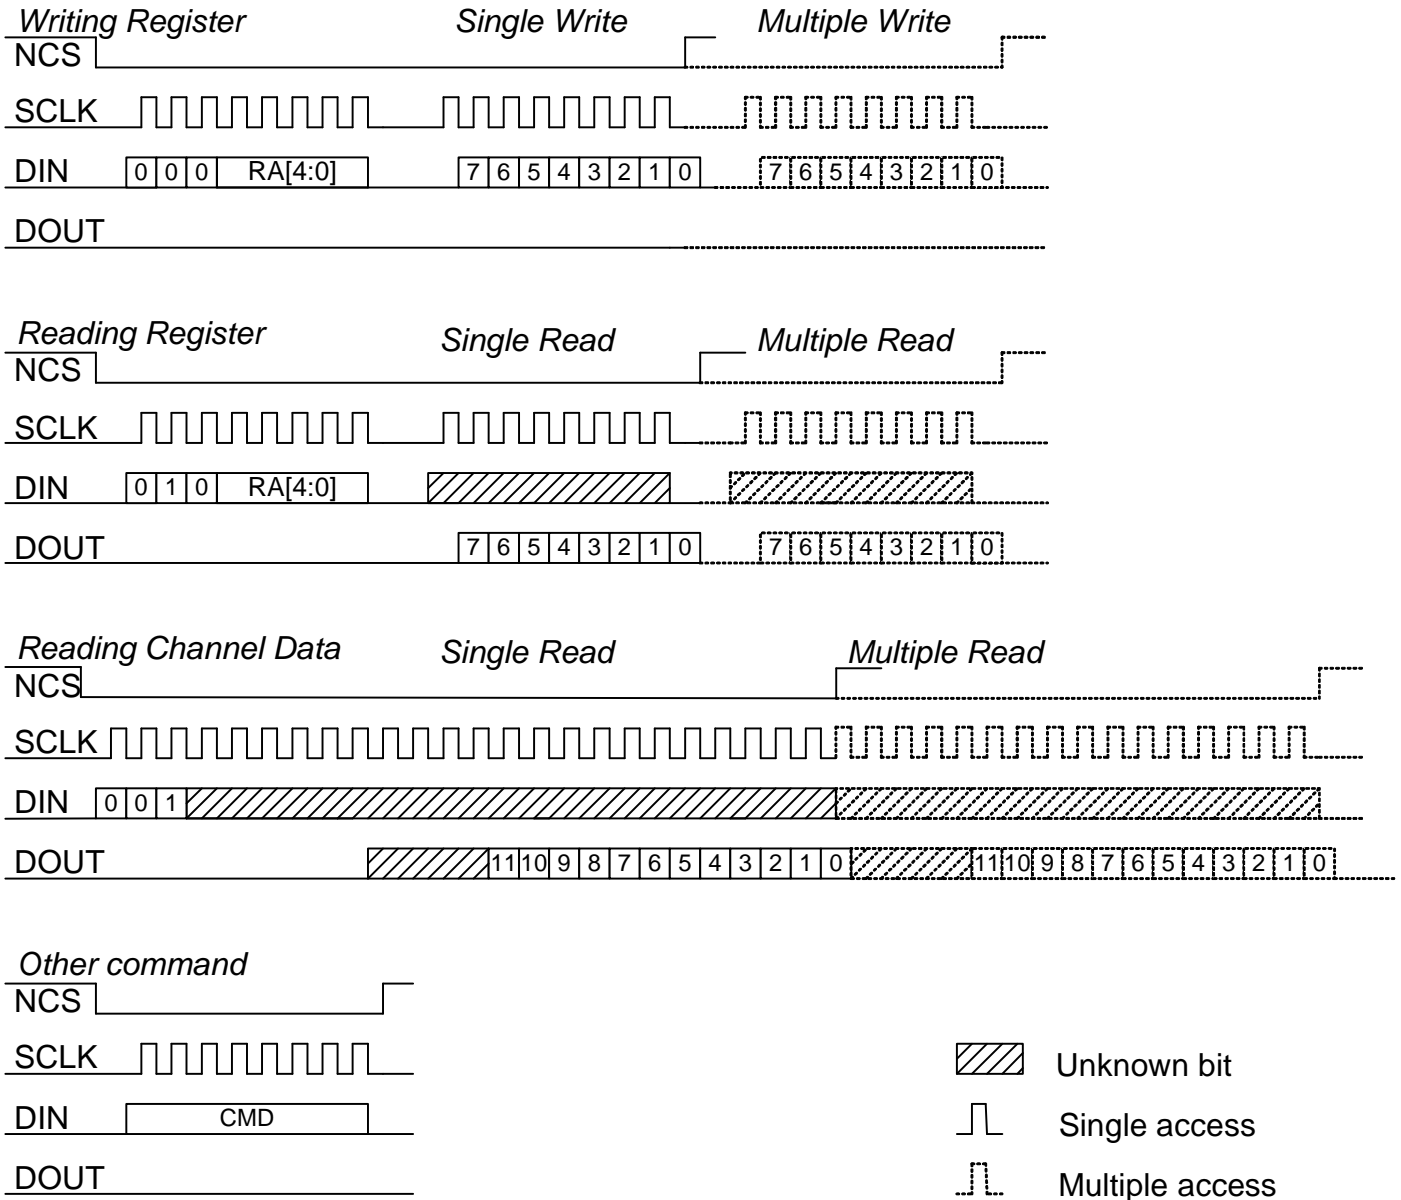 Writing Register Single Write Multiple Write
NCS
SCLK
DIN 0 0 0 RA[4:0] 7 6 5 4 3 2 1 0 7 6 5 4 3 2 1 0
DOUT
Reading Register Single Read Multiple Read
NCS
SCLK
DIN 0 1 0 RA[4:0]
DOUT 7 6 5 4 3 2 1 0 7 6 5 4 3 2 1 0
Reading Channel Data Single Read Multiple Read
NCS
SCLK
DIN 0 0 1
DOUT 11 10 9 8 7 6 5 4 3 2 1 0 11 10 9 8 7 6 5 4 3 2 1 0
Other command
NCS
SCLK Unknown bit
DIN CMD Single access
DOUT Multiple access